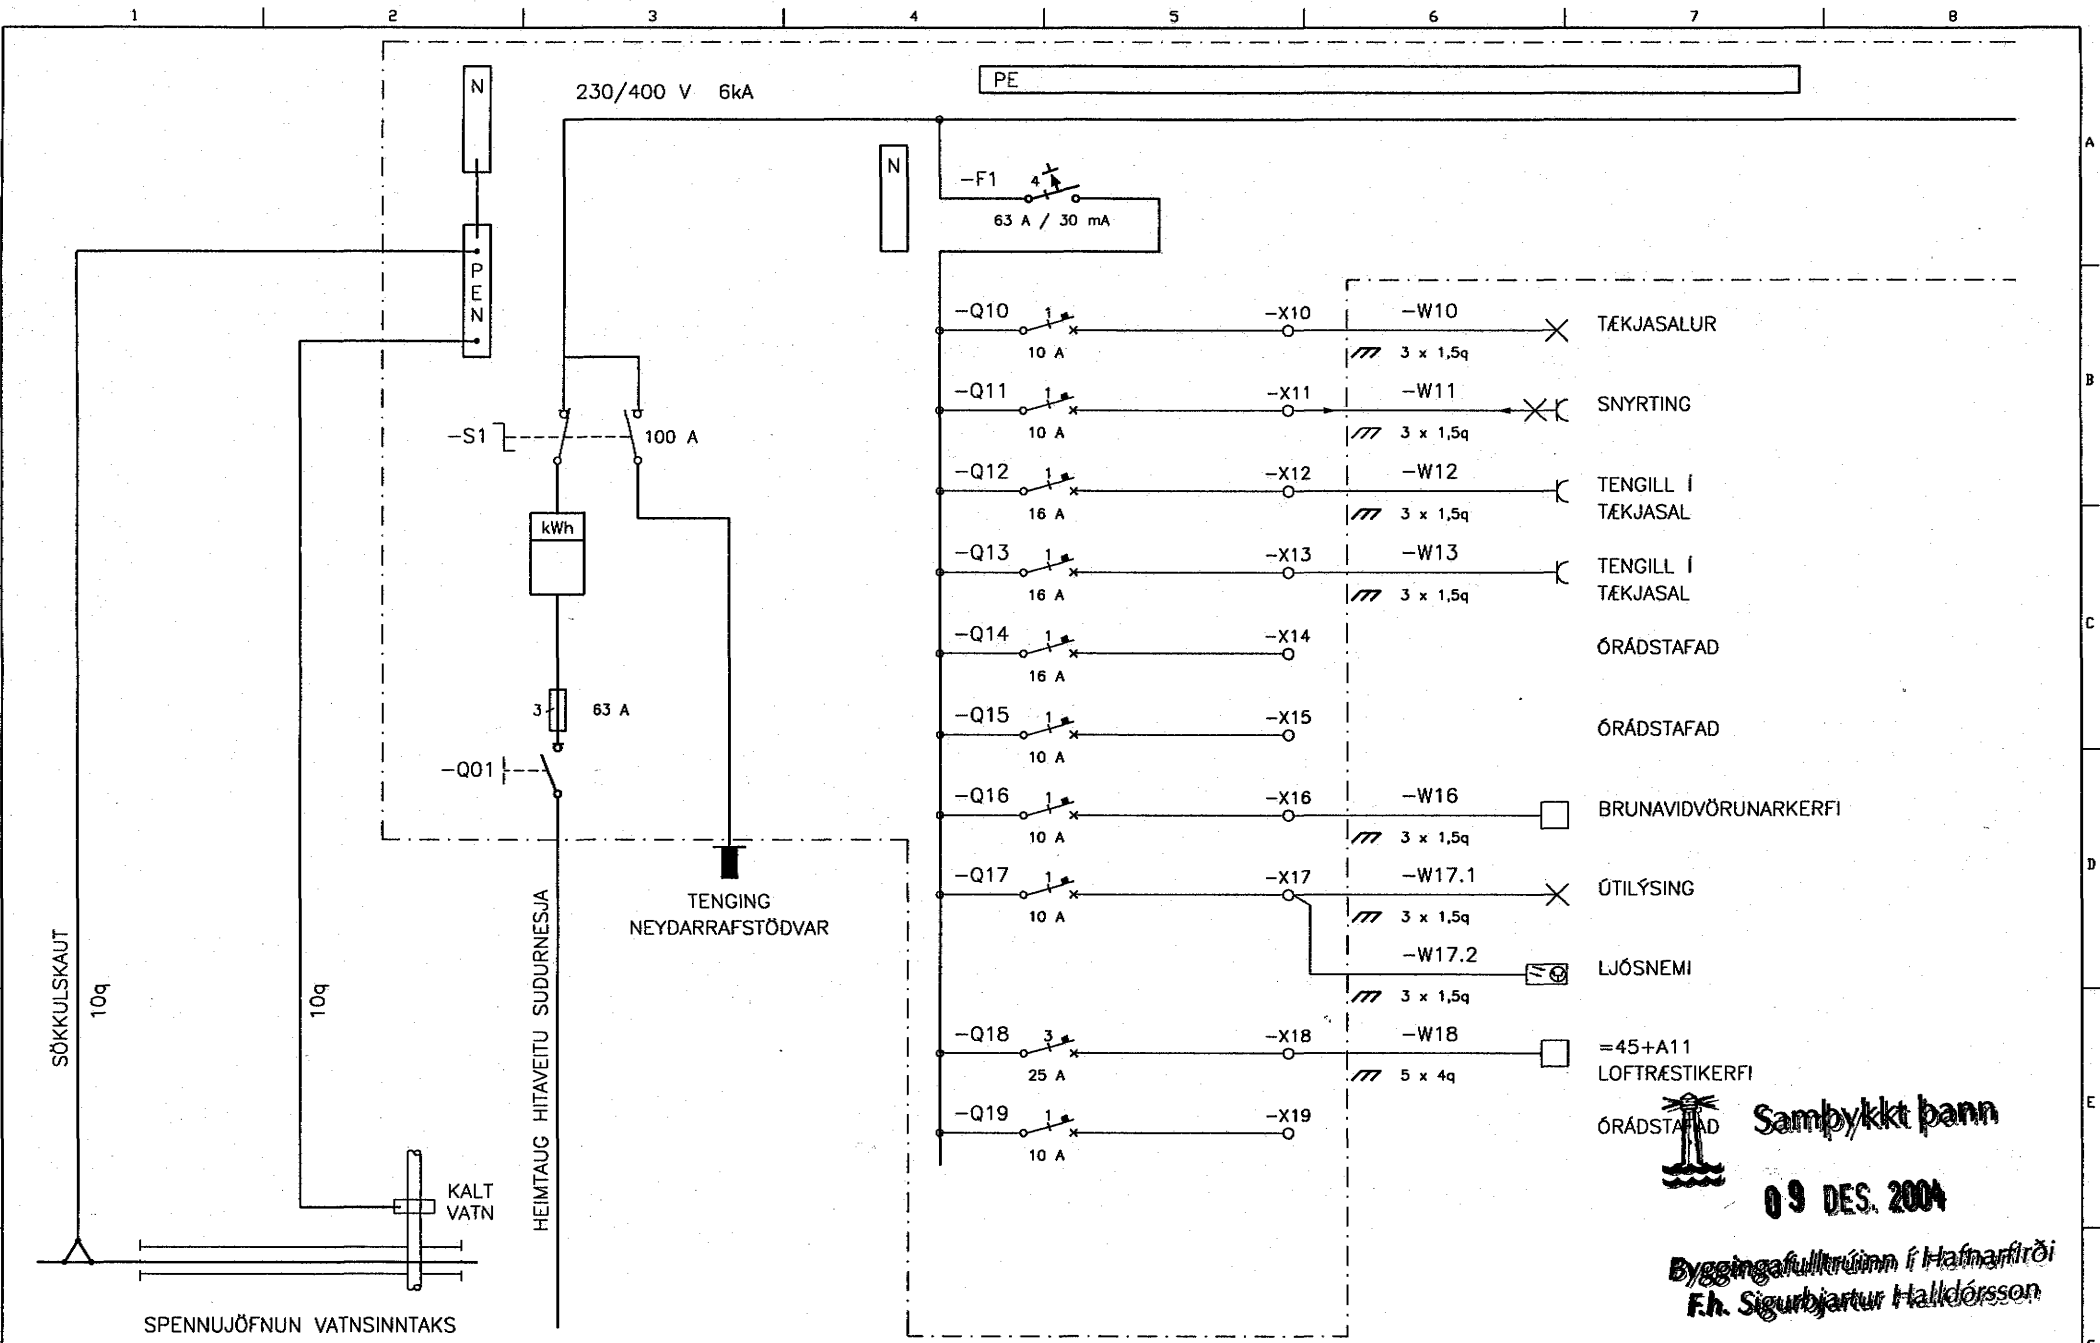 1 2 3 4 5 6 7 8
A
B
C
D
E
N
230/400 V 6kA
PE
N
-F1
4
63 A / 30 mA
PEN
-S1
100 A
kWh
3
63 A
-Q01
TENGING
NEYDARRAFSTÖDVAR
HEIMTAUG HITAVEITU SUDURNESJA
SÖKKULSKAUT
10q
10q
KALT
VATN
SPENNUJÖFNUN VATNSINNTAKS
-Q10 1 -X10 -W10 TÆKJASALUR
10 A 3 x 1,5q
-Q11 1 -X11 -W11 SNYRTING
10 A 3 x 1,5q
-Q12 1 -X12 -W12 TENGILL Í
16 A 3 x 1,5q TÆKJASAL
-Q13 1 -X13 -W13 TENGILL Í
16 A 3 x 1,5q TÆKJASAL
-Q14 1 -X14 ÓRÁDSTAFAD
16 A
-Q15 1 -X15 ÓRÁDSTAFAD
10 A
-Q16 1 -X16 -W16 BRUNAVIDVÖRUNARKERFI
10 A 3 x 1,5q
-Q17 1 -X17 -W17.1 ÚTILÝSING
10 A 3 x 1,5q
-W17.2 LJÓSNEMI
3 x 1,5q
-Q18 3 -X18 -W18 =45+A11
25 A 5 x 4q LOFTRÆSTIKERFI
-Q19 1 -X19 ÓRÁDSTAFAD
10 A
Samþykkt þann
09 DES. 2004
Byggingafulltrúinn í Hafnarfirði
F.h. Sigurbjartur Halldórsson